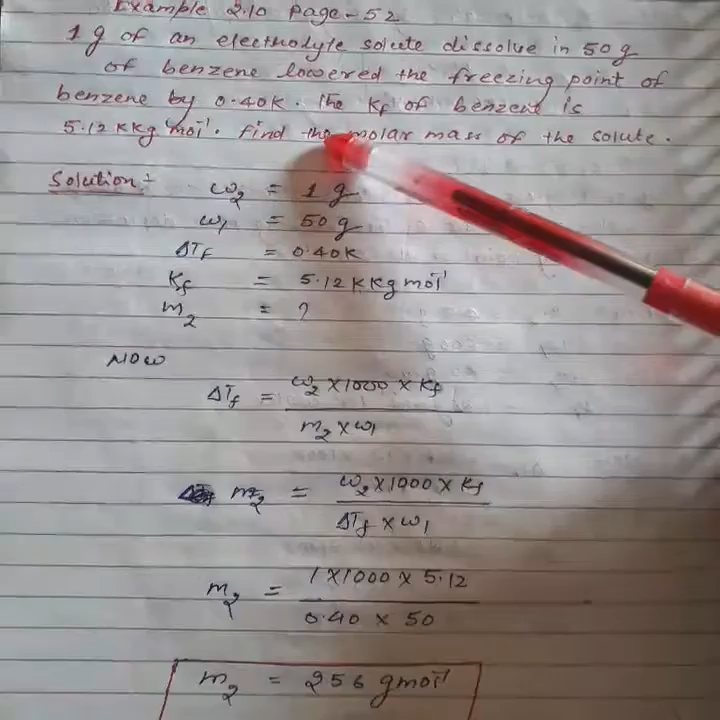 Example 2.10 page-52
1 g of an electrolyte solute dissolve in 50 g
of benzene lowered the freezing point of
benzene by 0.40K. The Kf of benzene is
5.12 K Kg mol⁻¹. Find the molar mass of the solute.
Solution:-
w₂ = 1 g
w₁ = 50 g
ΔTf = 0.40K
Kf = 5.12 K Kg mol⁻¹
m₂ = ?
NOW
ΔTf = w₂ x 1000 x Kf / m₂ x w₁
m₂ = w₂ x 1000 x Kf / ΔTf x w₁
m₂ = 1 x 1000 x 5.12 / 0.40 x 50
m₂ = 256 g mol⁻¹